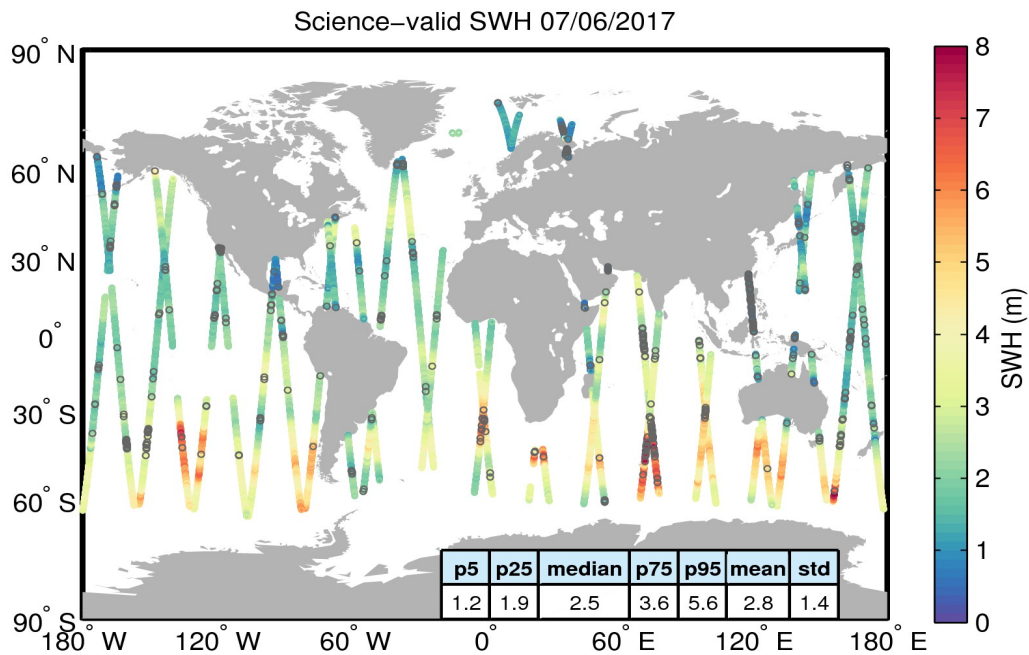 Science−valid SWH 07/06/2017
90° N
60° N
30° N
0°
30° S
60° S
90° S
180° W
120° W
60° W
0°
60° E
120° E
180° E
p5 p25 median p75 p95 mean std
1.2 1.9 2.5 3.6 5.6 2.8 1.4
8
7
6
5
4
3
2
1
0
SWH (m)